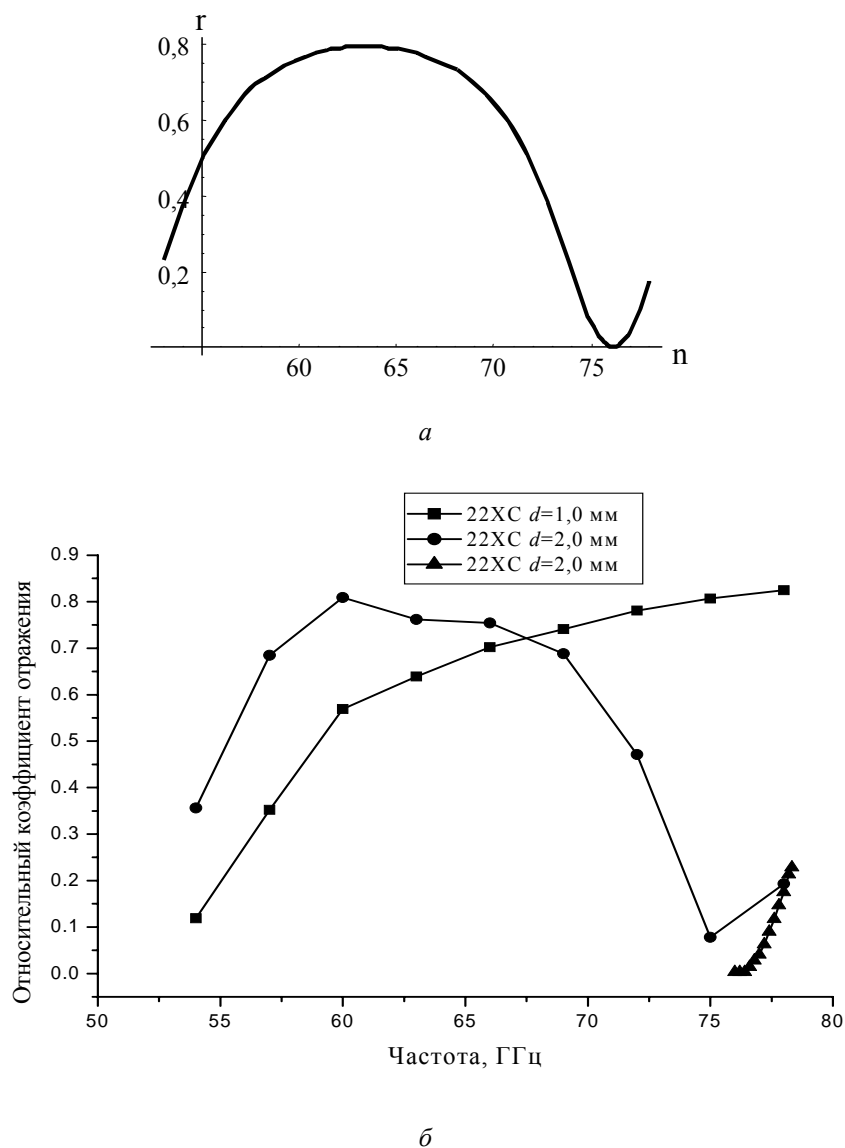 r
0,8
0,6
0,4
0,2
60 65 70 75 n
а
22ХС d=1,0 мм
22ХС d=2,0 мм
22ХС d=2,0 мм
Относительный коэффициент отражения
0.9
0.8
0.7
0.6
0.5
0.4
0.3
0.2
0.1
0.0
50 55 60 65 70 75 80
Частота, ГГц
б